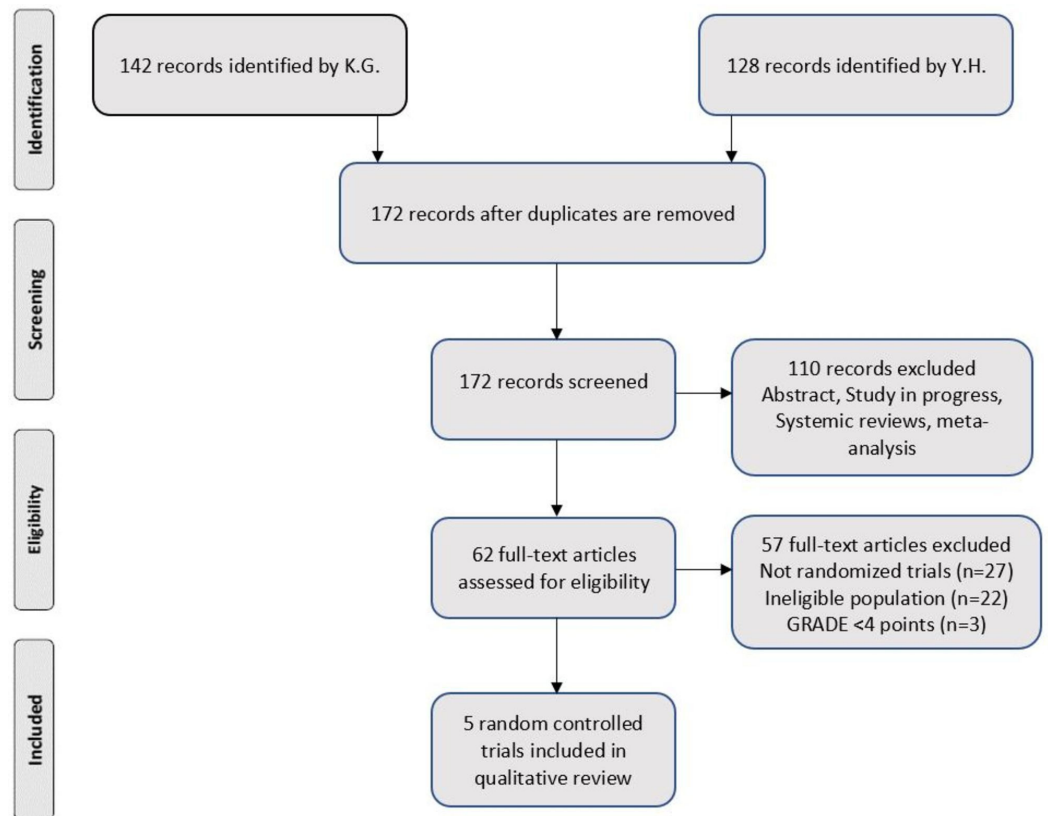 Identification
142 records identified by K.G.
128 records identified by Y.H.
172 records after duplicates are removed
Screening
172 records screened
110 records excluded
Abstract, Study in progress,
Systemic reviews, meta-
analysis
Eligibility
62 full-text articles
assessed for eligibility
57 full-text articles excluded
Not randomized trials (n=27)
Ineligible population (n=22)
GRADE <4 points (n=3)
Included
5 random controlled
trials included in
qualitative review